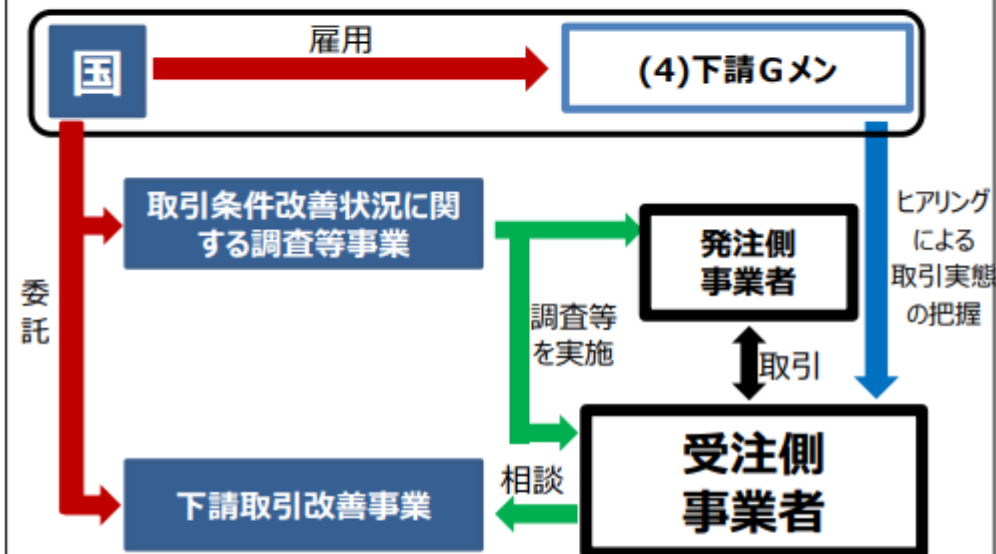 雇用
国
(4)下請Gメン
取引条件改善状況に関
する調査等事業
発注側
事業者
ヒアリング
による
取引実態
の把握
委
託
調査等
を実施
取引
受注側
事業者
相談
下請取引改善事業